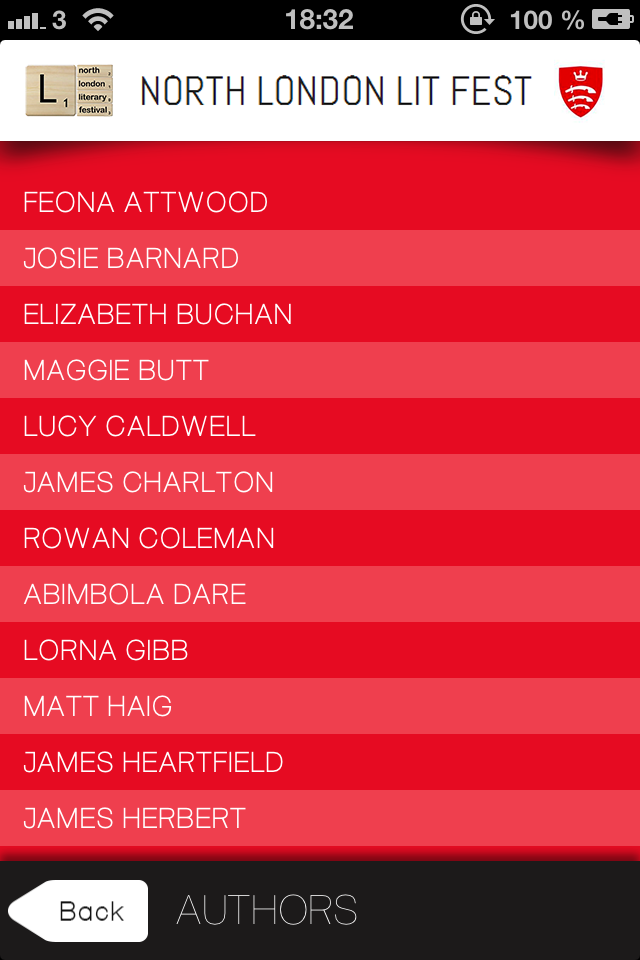 3 18:32 100 %
L
1
north
london
literary
festival
NORTH LONDON LIT FEST
FEONA ATTWOOD
JOSIE BARNARD
ELIZABETH BUCHAN
MAGGIE BUTT
LUCY CALDWELL
JAMES CHARLTON
ROWAN COLEMAN
ABIMBOLA DARE
LORNA GIBB
MATT HAIG
JAMES HEARTFIELD
JAMES HERBERT
Back AUTHORS